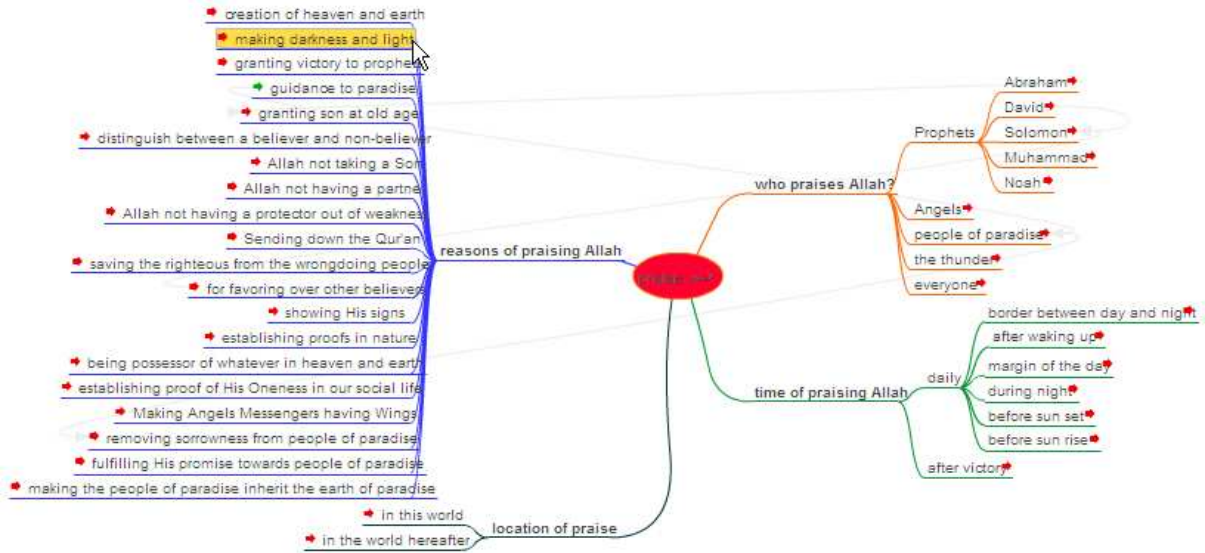 creation of heaven and earth
making darkness and light
granting victory to prophet
guidance to paradise
granting son at old age
distinguish between a believer and non-believer
Allah not taking a Son
Allah not having a partne
Allah not having a protector out of weaknes
Sending down the Qur'an
saving the righteous from the wrongdoing people
for favoring over other believers
showing His signs
establishing proofs in nature
being possessor of whatever in heaven and earth
establishing proof of His Oneness in our social life
Making Angels Messengers having Wings
removing sorrowness from people of paradise
fulfilling His promise towards people of paradise
making the people of paradise inherit the earth of paradise
reasons of praising Allah
in this world
in the world hereafter
location of praise
who praises Allah?
Prophets
Abraham
David
Solomon
Muhammad
Noah
Angels
people of paradise
the thunder
everyone
time of praising Allah
daily
border between day and night
after waking up
margin of the day
during night
before sun set
before sun rise
after victory